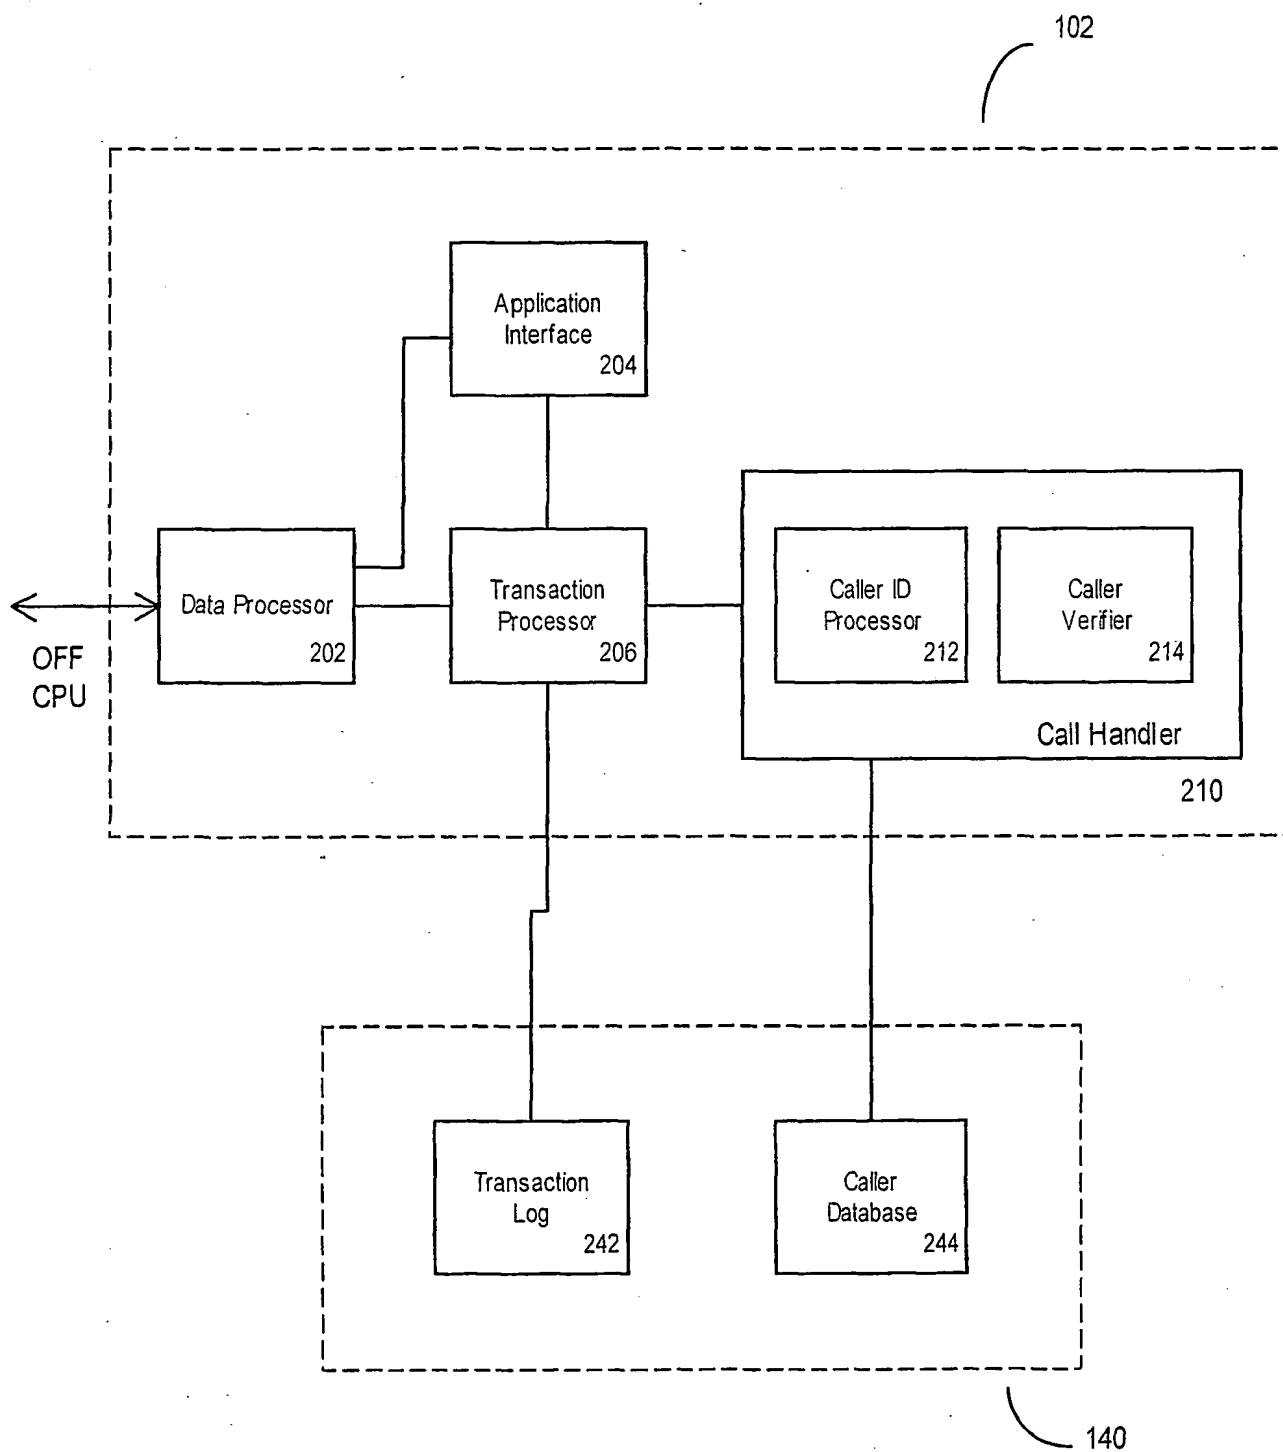 102
Application
Interface
204
Data Processor
202
Transaction
Processor
206
Caller ID
Processor
212
Caller
Verifier
214
Call Handler
210
OFF
CPU
Transaction
Log
242
Caller
Database
244
140